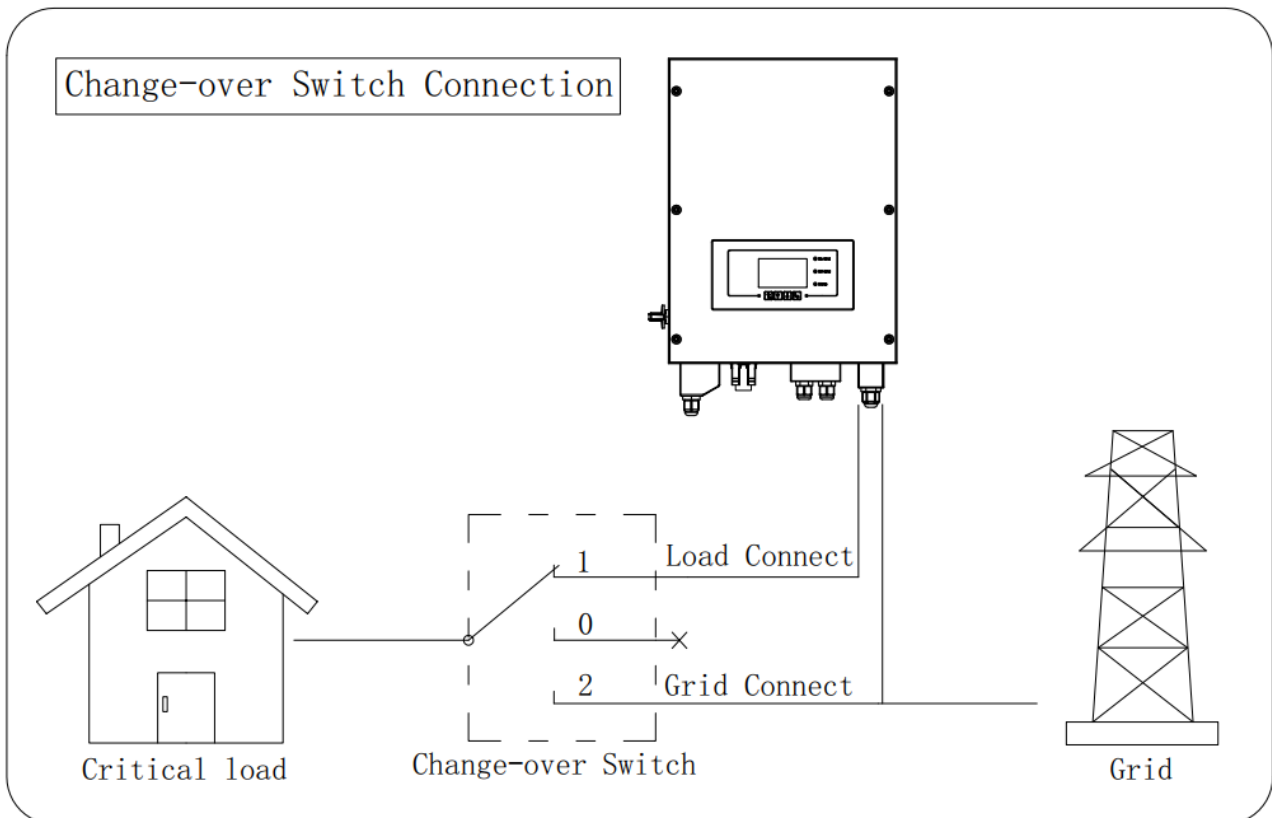 Change-over Switch Connection
1
Load Connect
0
2
Grid Connect
Critical load
Change-over Switch
Grid